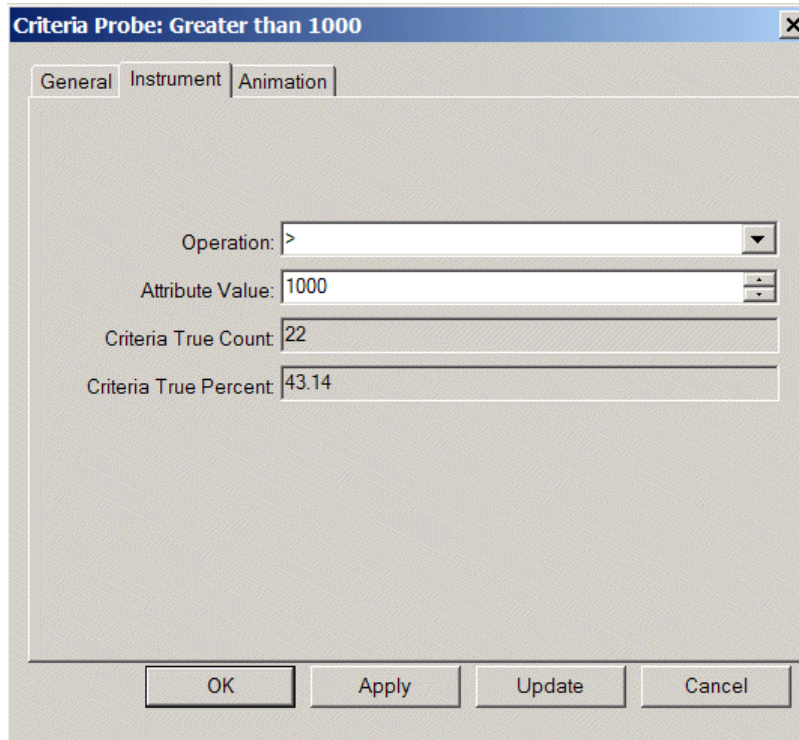 Criteria Probe: Greater than 1000
General Instrument Animation
Operation: >
Attribute Value: 1000
Criteria True Count: 22
Criteria True Percent: 43.14
OK Apply Update Cancel